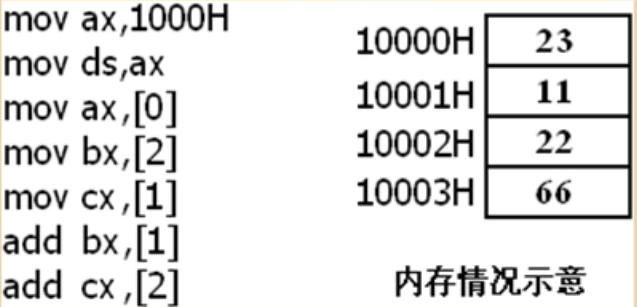 mov ax,1000H
mov ds,ax
mov ax,[0]
mov bx,[2]
mov cx,[1]
add bx,[1]
add cx,[2]
10000H 23
10001H 11
10002H 22
10003H 66
内存情况示意